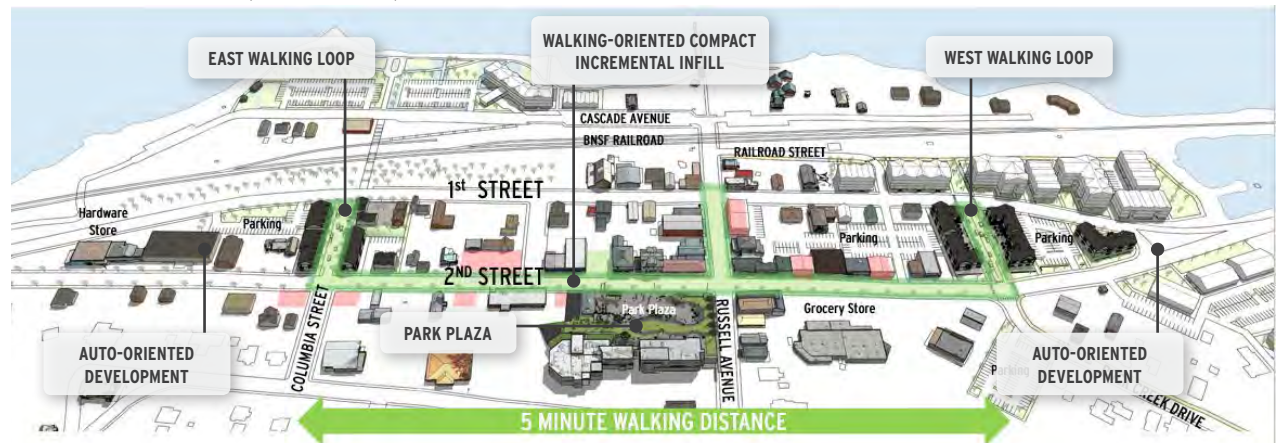 EAST WALKING LOOP
WALKING-ORIENTED COMPACT
INCREMENTAL INFILL
WEST WALKING LOOP
CASCADE AVENUE
BNSF RAILROAD
RAILROAD STREET
1st STREET
Hardware
Store
Parking
Parking
Parking
2ND STREET
COLUMBIA STREET
PARK PLAZA
Park Plaza
RUSSELL AVENUE
Grocery Store
AUTO-ORIENTED
DEVELOPMENT
AUTO-ORIENTED
DEVELOPMENT
Parking
CREEK DRIVE
5 MINUTE WALKING DISTANCE